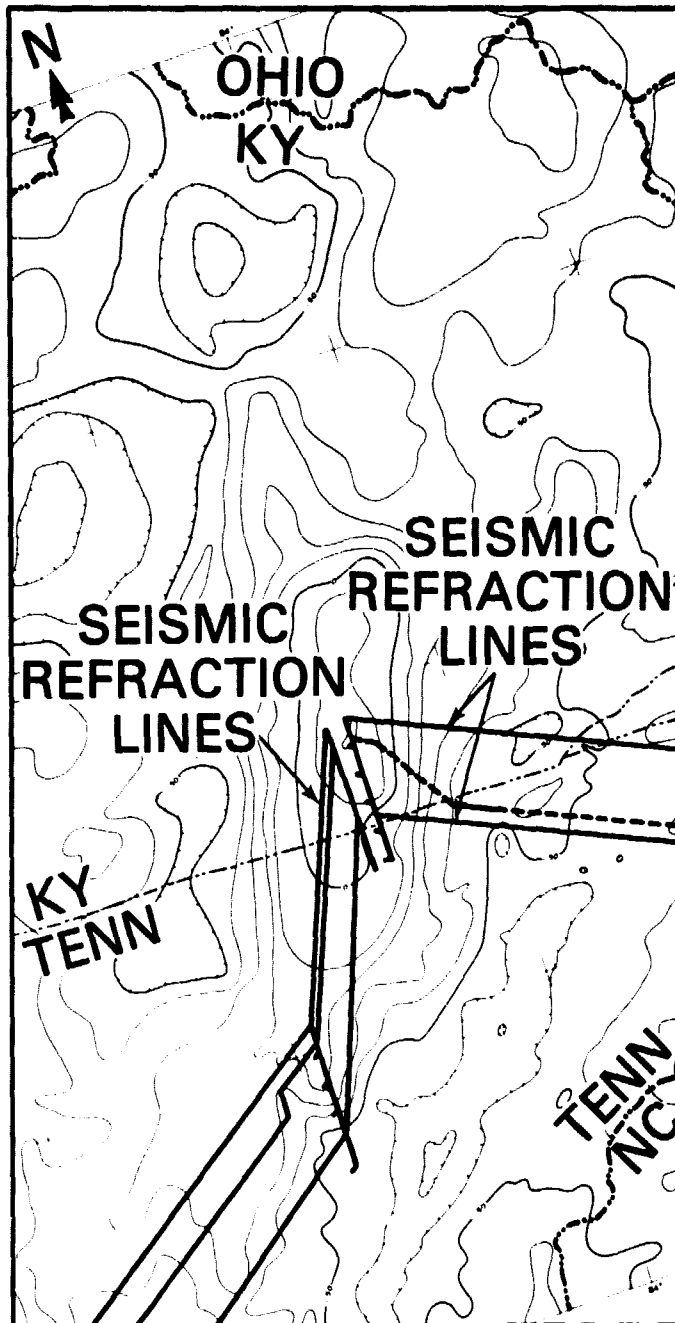 N
OHIO
KY
SEISMIC
REFRACTION
LINES
SEISMIC
REFRACTION
LINES
KY
TENN
TENN
NC